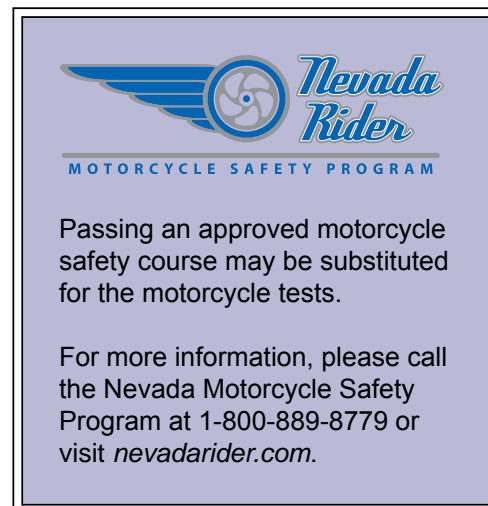 Nevada
Rider
MOTORCYCLE SAFETY PROGRAM
Passing an approved motorcycle
safety course may be substituted
for the motorcycle tests.
For more information, please call
the Nevada Motorcycle Safety
Program at 1-800-889-8779 or
visit nevadarider.com.